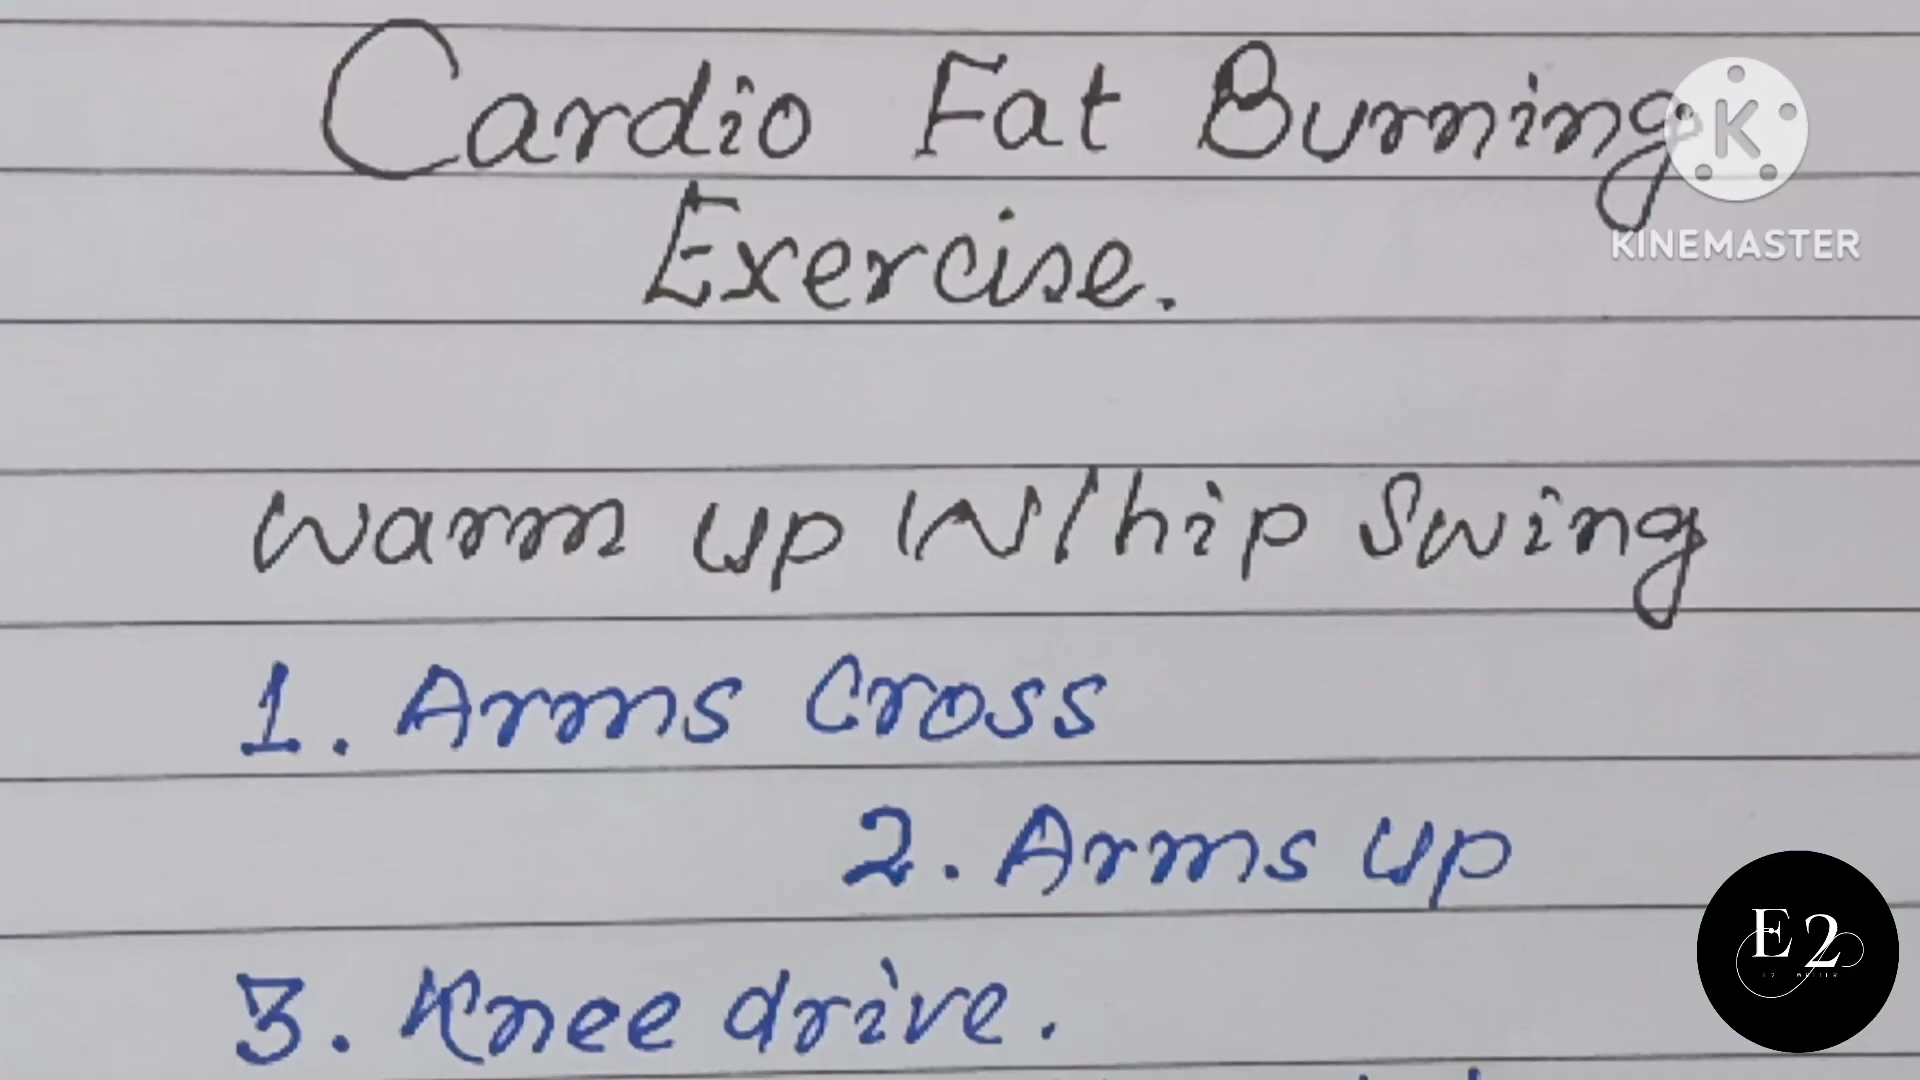 Cardio Fat Burning
Exercise.
KINEMASTER
Warm up W/hip Swing
1. Arms Cross
2. Arms up
3. Knee drive.
E2